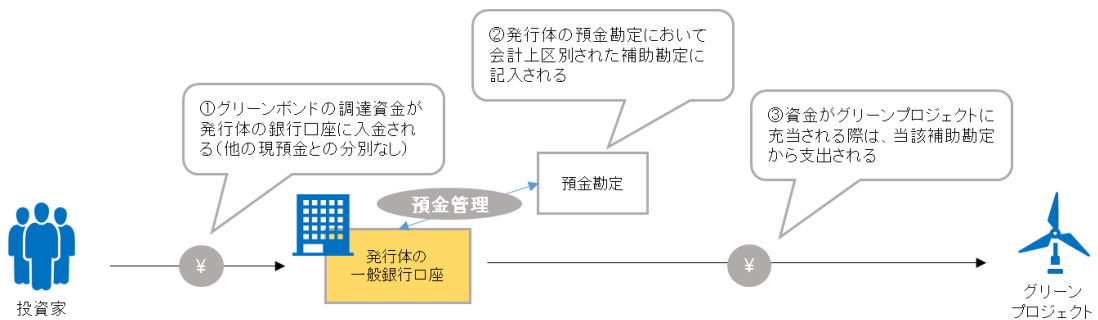 ②発行体の預金勘定において
会計上区別された補助勘定に
記入される
①グリーンボンドの調達資金が
発行体の銀行口座に入金され
る(他の現預金との分別なし)
③資金がグリーンプロジェクトに
充当される際は、当該補助勘定
から支出される
預金勘定
預金管理
発行体の
一般銀行口座
¥
¥
投資家
グリーン
プロジェクト